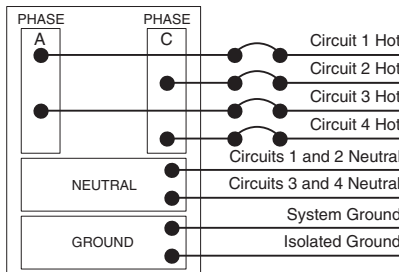 PHASE PHASE
A C
Circuit 1 Hot
Circuit 2 Hot
Circuit 3 Hot
Circuit 4 Hot
Circuits 1 and 2 Neutral
NEUTRAL
Circuits 3 and 4 Neutral
System Ground
GROUND
Isolated Ground